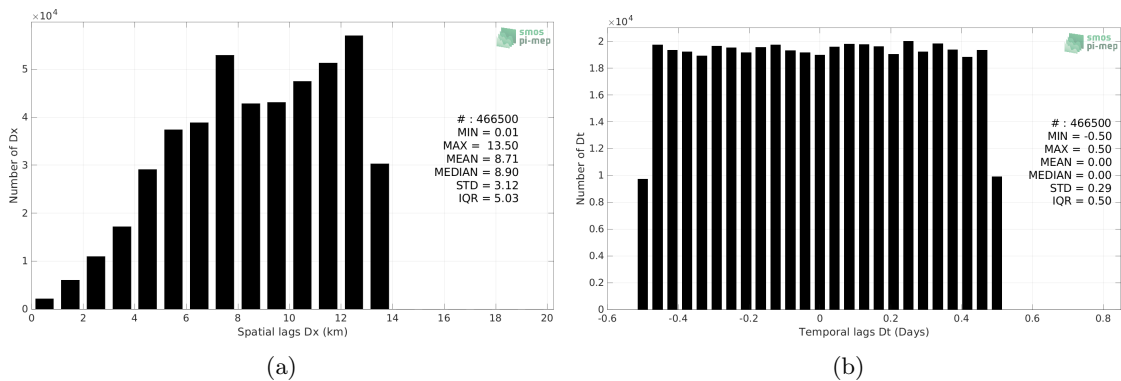 ×10⁴
smos
pi-mep
Number of Dx
5
4
3
2
1
0
# : 466500
MIN = 0.01
MAX = 13.50
MEAN = 8.71
MEDIAN = 8.90
STD = 3.12
IQR = 5.03
0 2 4 6 8 10 12 14 16 18 20
Spatial lags Dx (km)
(a)
×10⁴
smos
pi-mep
Number of Dt
2
1.8
1.6
1.4
1.2
1
0.8
0.6
0.4
0.2
0
# : 466500
MIN = -0.50
MAX = 0.50
MEAN = 0.00
MEDIAN = 0.00
STD = 0.29
IQR = 0.50
-0.6 -0.4 -0.2 0 0.2 0.4 0.6 0.8
Temporal lags Dt (Days)
(b)